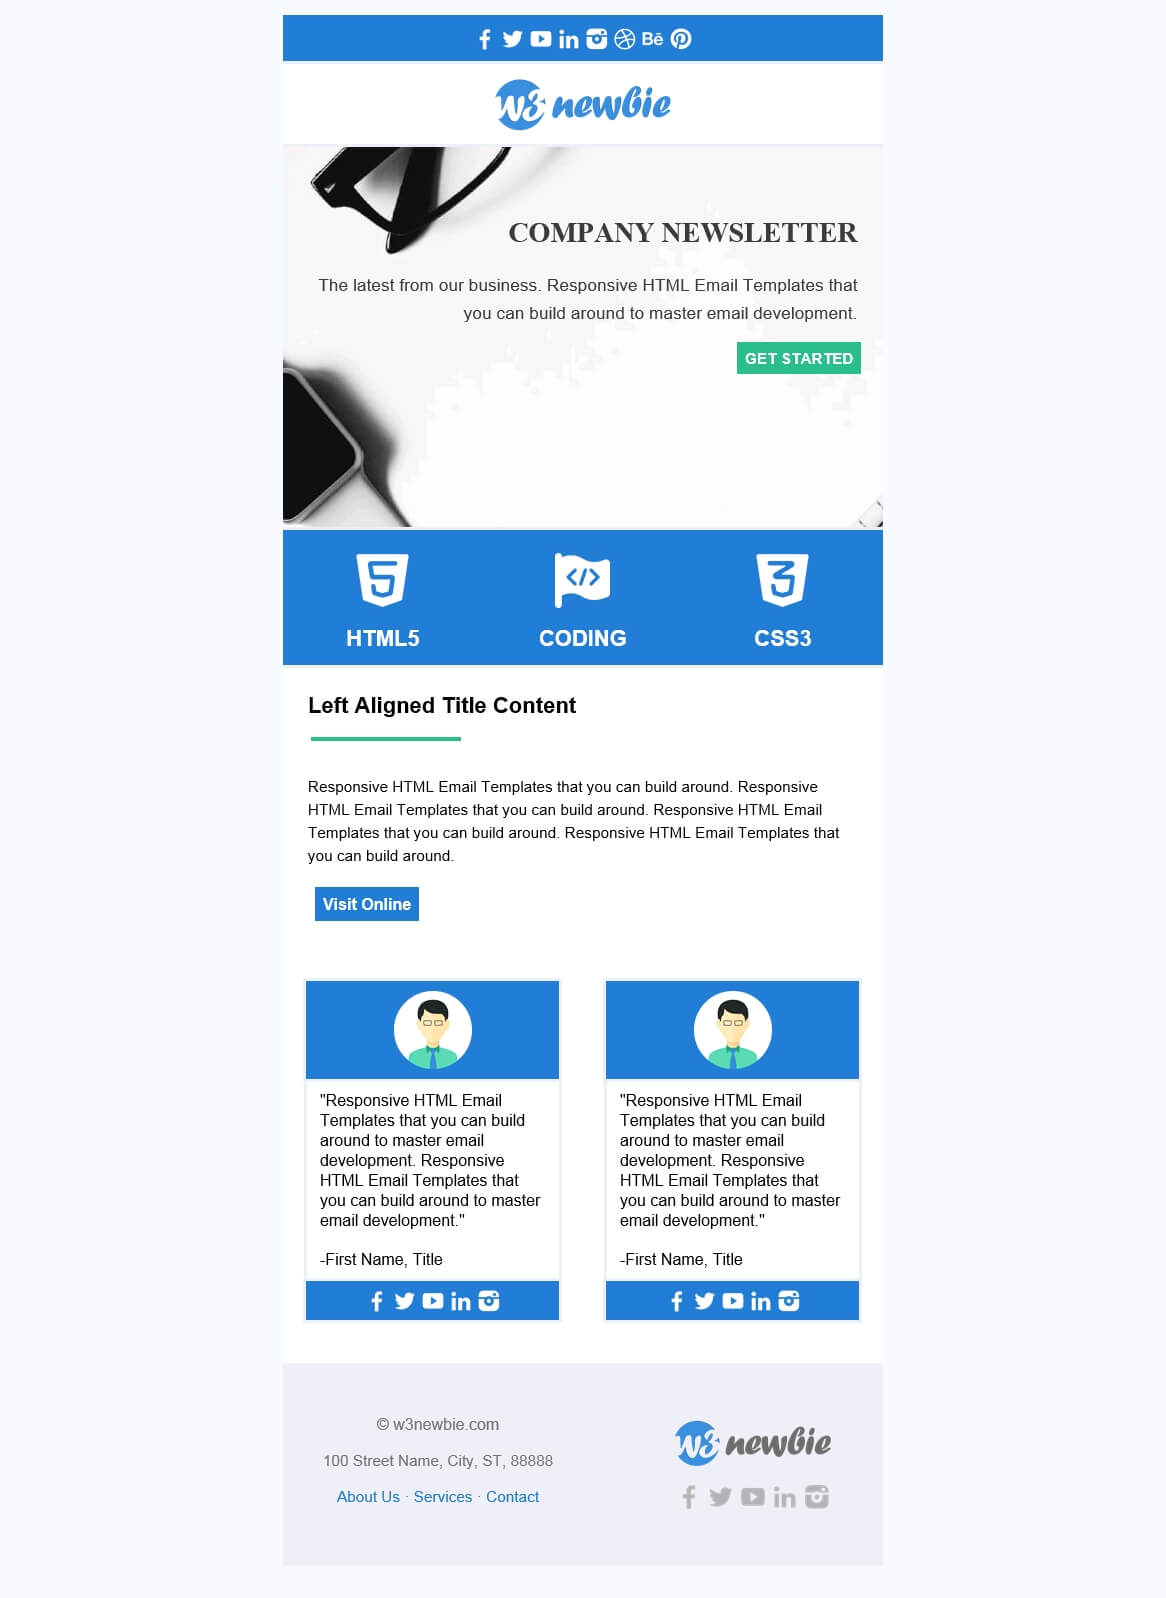 Bē
w3 newbie
COMPANY NEWSLETTER
The latest from our business. Responsive HTML Email Templates that
you can build around to master email development.
GET STARTED
5
</>
3
HTML5
CODING
CSS3
Left Aligned Title Content
Responsive HTML Email Templates that you can build around. Responsive
HTML Email Templates that you can build around. Responsive HTML Email
Templates that you can build around. Responsive HTML Email Templates that
you can build around.
Visit Online
"Responsive HTML Email
Templates that you can build
around to master email
development. Responsive
HTML Email Templates that
you can build around to master
email development."
-First Name, Title
"Responsive HTML Email
Templates that you can build
around to master email
development. Responsive
HTML Email Templates that
you can build around to master
email development."
-First Name, Title
© w3newbie.com
100 Street Name, City, ST, 88888
About Us · Services · Contact
w3 newbie